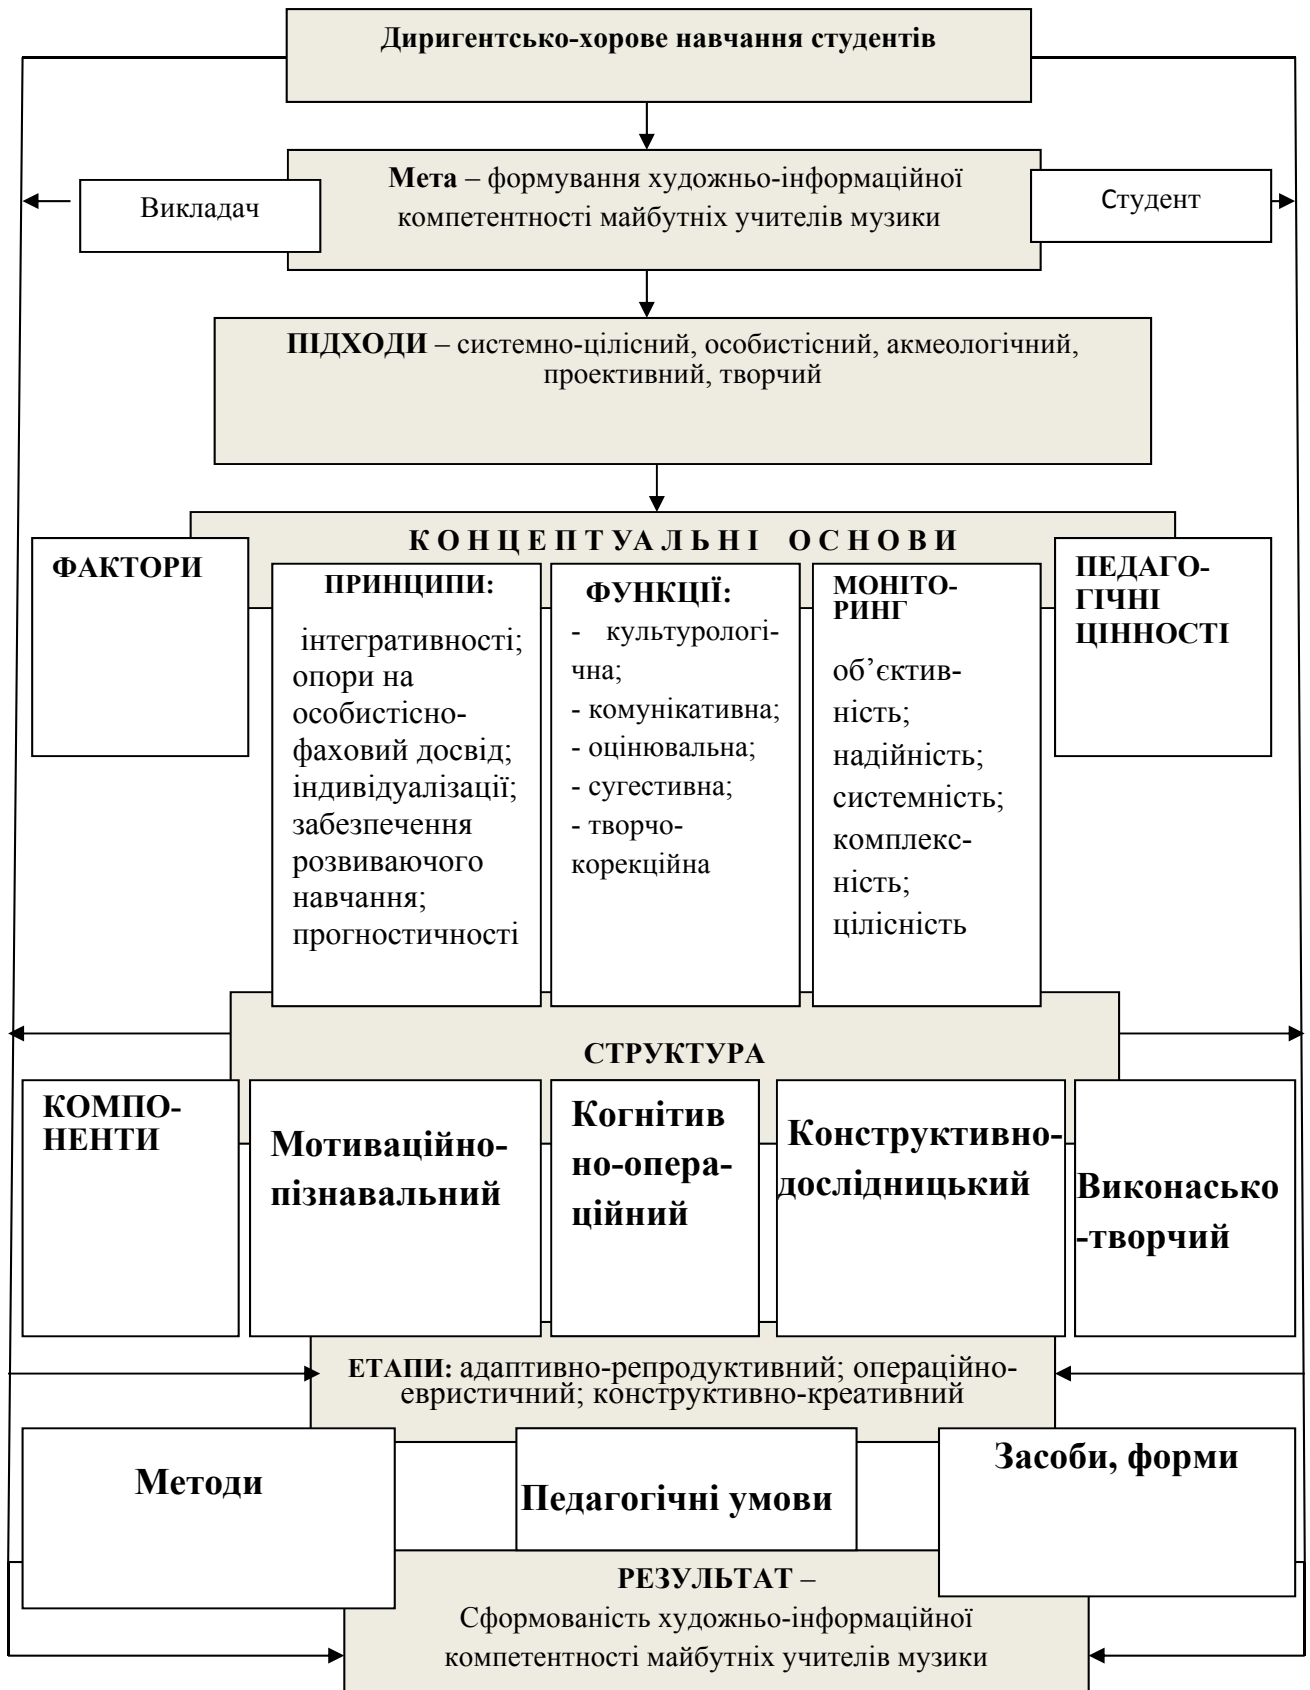 Диригентсько-хорове навчання студентів
Мета – формування художньо-інформаційної
компетентності майбутніх учителів музики
Викладач
Студент
ПІДХОДИ – системно-цілісний, особистісний, акмеологічний,
проективний, творчий
К О Н Ц Е П Т УА Л Ь Н І О С Н О В И
ФАКТОРИ
ПРИНЦИПИ:
інтегративності;
опори на
особистісно-
фаховий досвід;
індивідуалізації;
забезпечення
розвиваючого
навчання;
прогностичності
ФУНКЦІЇ:
- культурологі-
чна;
- комунікативна;
- оцінювальна;
- сугестивна;
- творчо-
корекційна
МОНІТО-
РИНГ
об’єктив-
ність;
надійність;
системність;
комплекс-
ність;
цілісність
ПЕДАГО-
ГІЧНІ
ЦІННОСТІ
СТРУКТУРА
КОМПО-
НЕНТИ
Мотиваційно-
пізнавальний
Когнітив
но-опера-
ційний
Конструктивно-
дослідницький
Виконасько
-творчий
ЕТАПИ: адаптивно-репродуктивний; операційно-
евристичний; конструктивно-креативний
Методи
Педагогічні умови
Засоби, форми
РЕЗУЛЬТАТ –
Сформованість художньо-інформаційної
компетентності майбутніх учителів музики